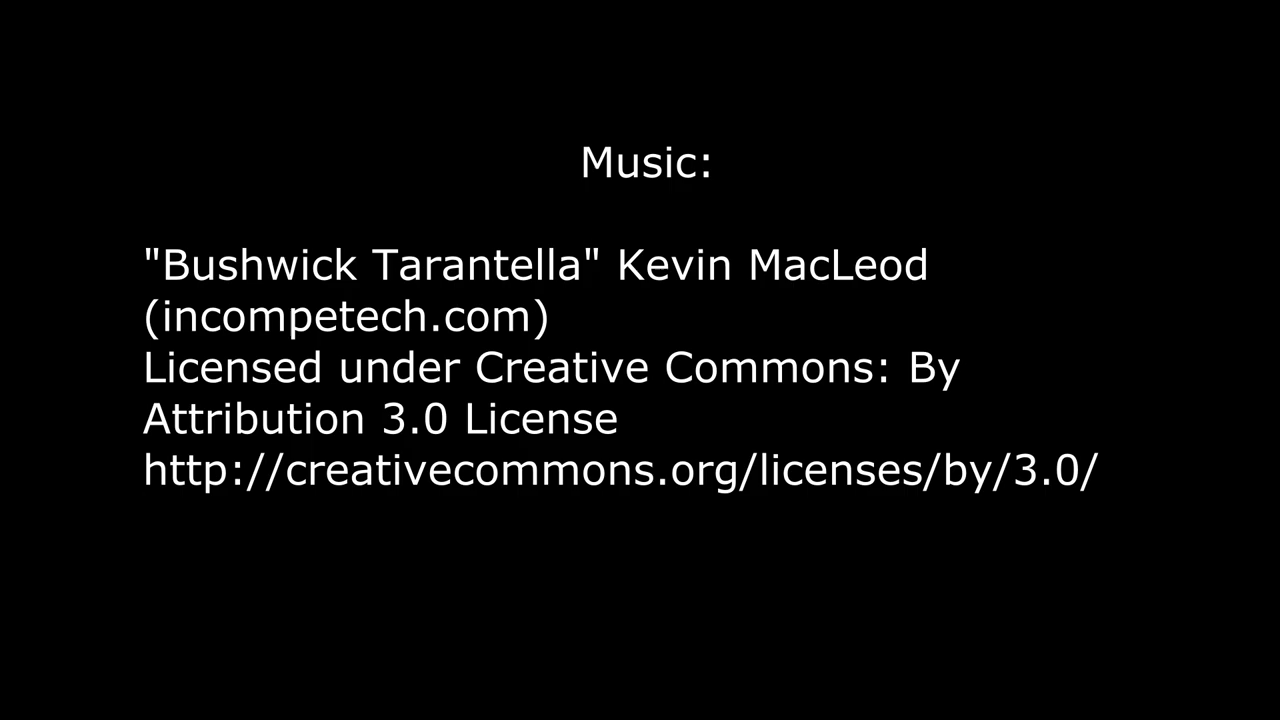 Music:
"Bushwick Tarantella" Kevin MacLeod
(incompetech.com)
Licensed under Creative Commons: By
Attribution 3.0 License
http://creativecommons.org/licenses/by/3.0/